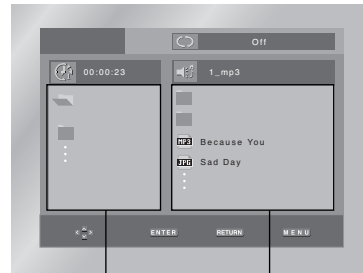 Off
00:00:23
1_mp3
MP3 Because You
JPG Sad Day
ENTER RETURN MENU